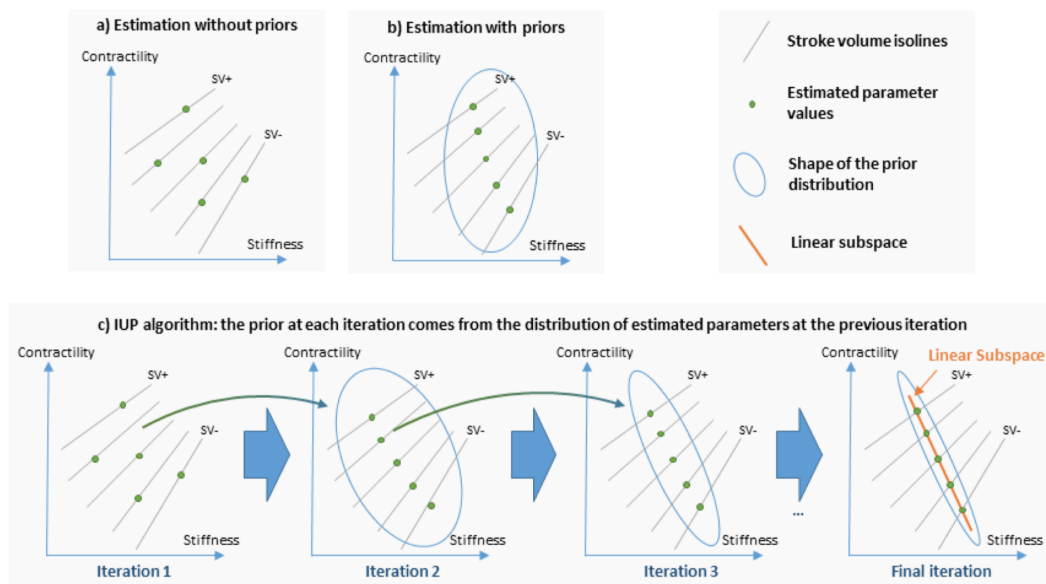 a) Estimation without priors
Contractility
SV+
SV-
Stiffness
b) Estimation with priors
Contractility
SV+
SV-
Stiffness
Stroke volume isolines
Estimated parameter
values
Shape of the prior
distribution
Linear subspace
c) IUP algorithm: the prior at each iteration comes from the distribution of estimated parameters at the previous iteration
Contractility
SV+
SV-
Stiffness
Iteration 1
Contractility
SV+
SV-
Stiffness
Iteration 2
Contractility
SV+
SV-
Stiffness
Iteration 3
...
Contractility
Linear Subspace
SV+
SV-
Stiffness
Final iteration